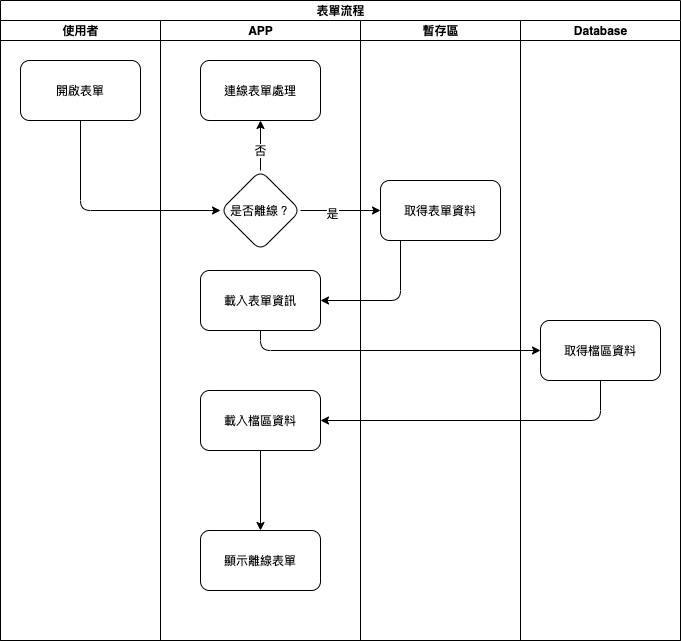 表單流程
使用者
APP
暫存區
Database
開啟表單
連線表單處理
否
是否離線？
是
取得表單資料
載入表單資訊
取得檔區資料
載入檔區資料
顯示離線表單